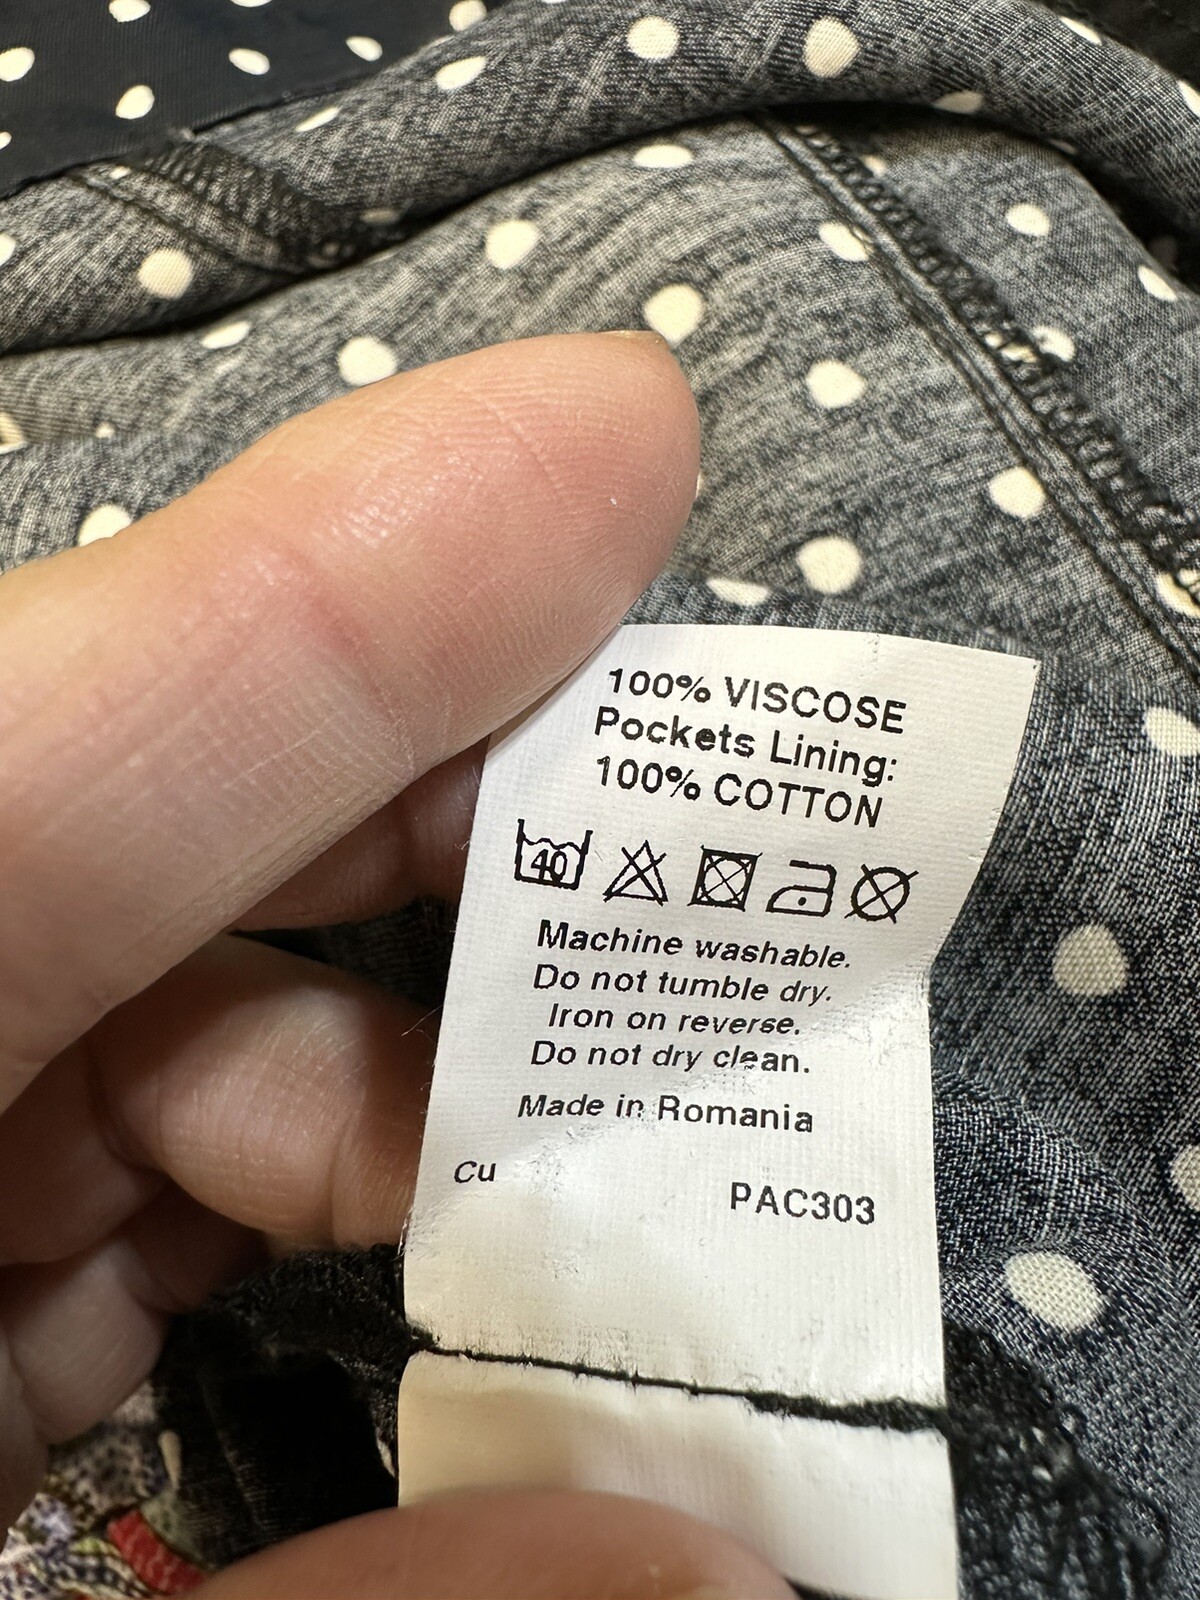 100% VISCOSE
Pockets Lining:
100% COTTON
40
Machine washable.
Do not tumble dry.
Iron on reverse.
Do not dry clean.
Made in Romania
Cu
PAC303